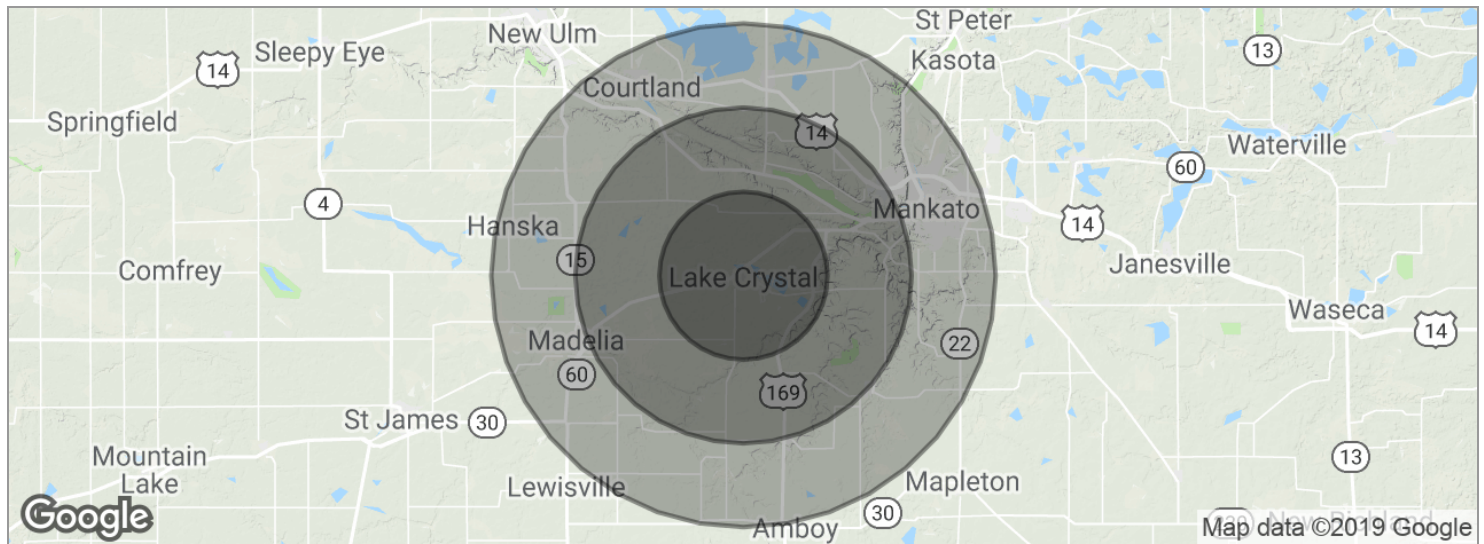 St Peter
New Ulm
13
Sleepy Eye
Kasota
14
Courtland
Springfield
14
Waterville
60
4
Mankato
Hanska
14
15
Janesville
Comfrey
Lake Crystal
Waseca
14
Madelia
22
60
169
St James
30
Mountain
Lake
13
Lewisville
Mapleton
Google
30
Amboy
Map data ©2019 Google